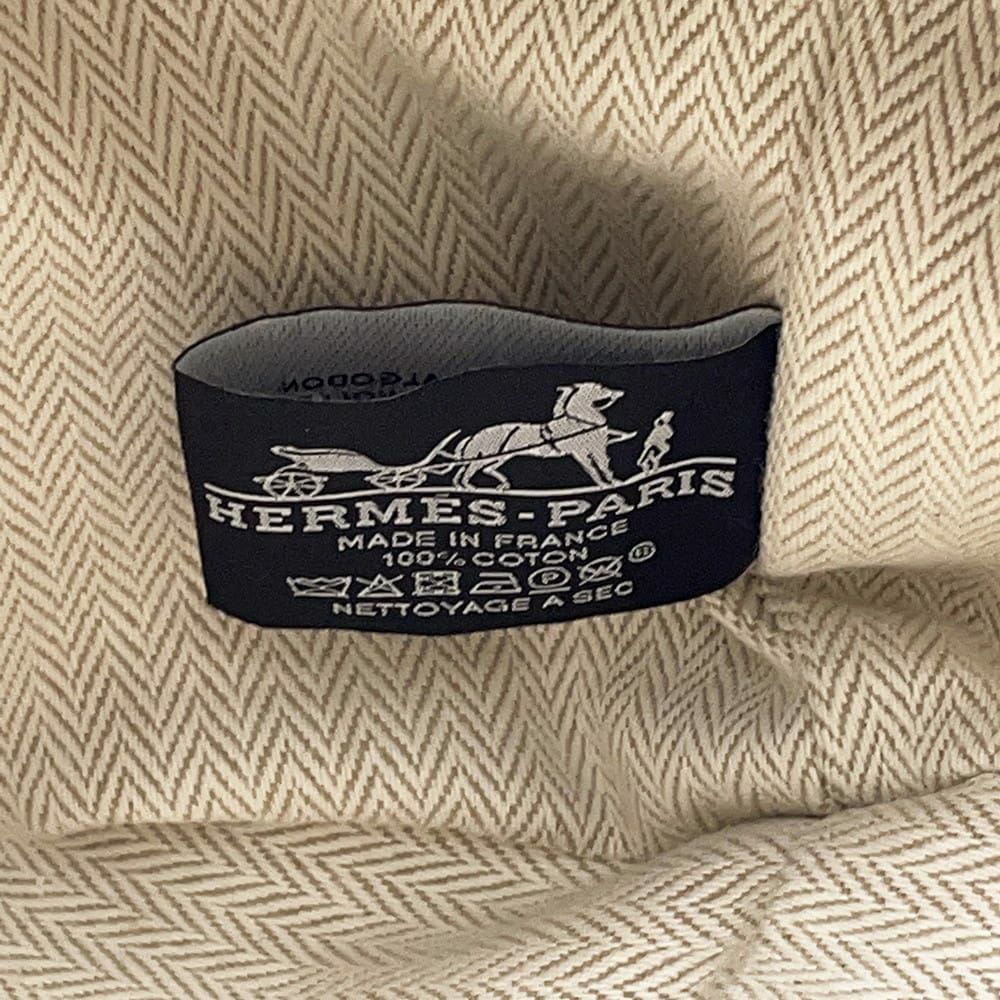 HERMÈS-PARIS
MADE IN FRANCE
100% COTON
P
NETTOYAGE A SEC